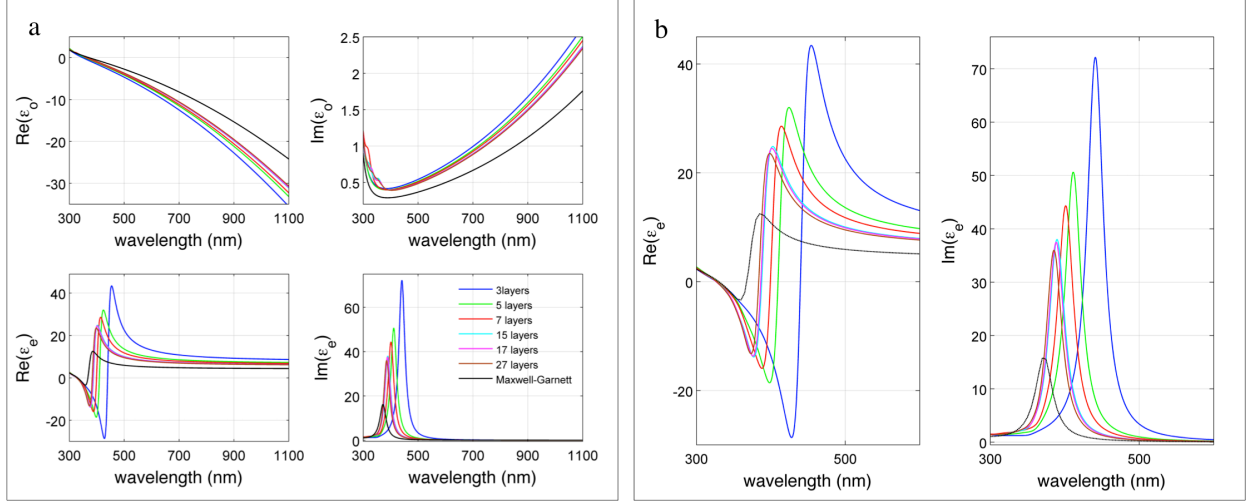 a
0
-10
-20
-30
Re(ε_o)
300 500 700 900 1100
wavelength (nm)
2.5
2
1.5
1
0.5
Im(ε_o)
300 500 700 900 1100
wavelength (nm)
40
20
0
-20
Re(ε_e)
300 500 700 900 1100
wavelength (nm)
80
60
40
20
0
Im(ε_e)
3layers
5 layers
7 layers
15 layers
17 layers
27 layers
Maxwell-Garnett
300 500 700 900 1100
wavelength (nm)
b
40
20
0
-20
Re(ε_e)
300 500
wavelength (nm)
70
60
50
40
30
20
10
0
Im(ε_e)
300 500
wavelength (nm)